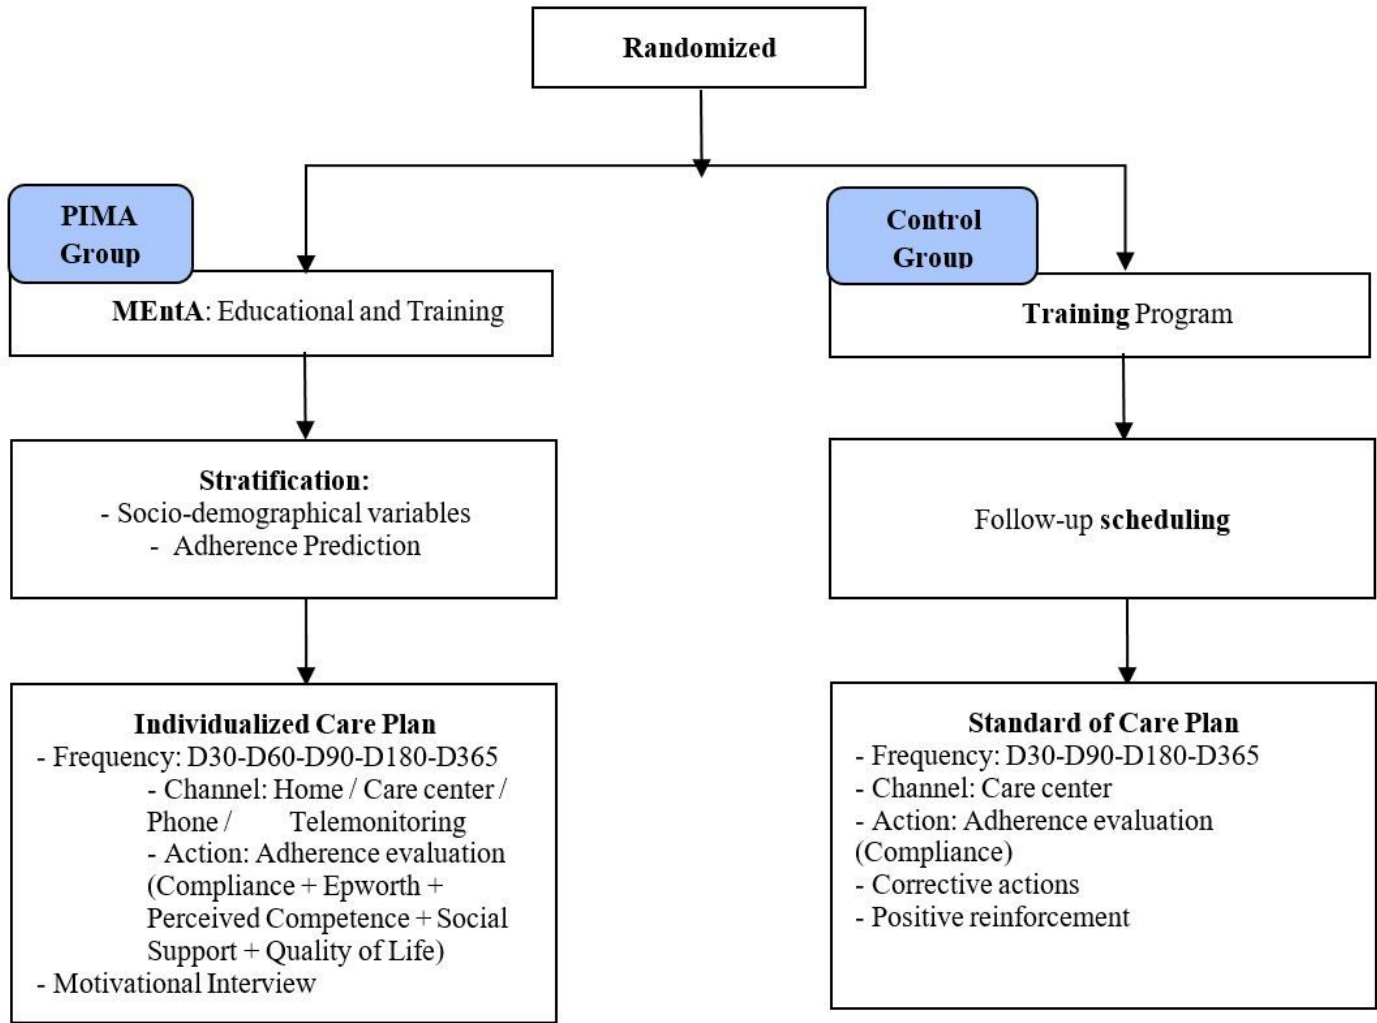 Randomized
PIMA
Group
MEntA: Educational and Training
Stratification:
- Socio-demographical variables
- Adherence Prediction
Individualized Care Plan
- Frequency: D30-D60-D90-D180-D365
- Channel: Home / Care center /
Phone / Telemonitoring
- Action: Adherence evaluation
(Compliance + Epworth +
Perceived Competence + Social
Support + Quality of Life)
- Motivational Interview
Control
Group
Training Program
Follow-up scheduling
Standard of Care Plan
- Frequency: D30-D90-D180-D365
- Channel: Care center
- Action: Adherence evaluation
(Compliance)
- Corrective actions
- Positive reinforcement